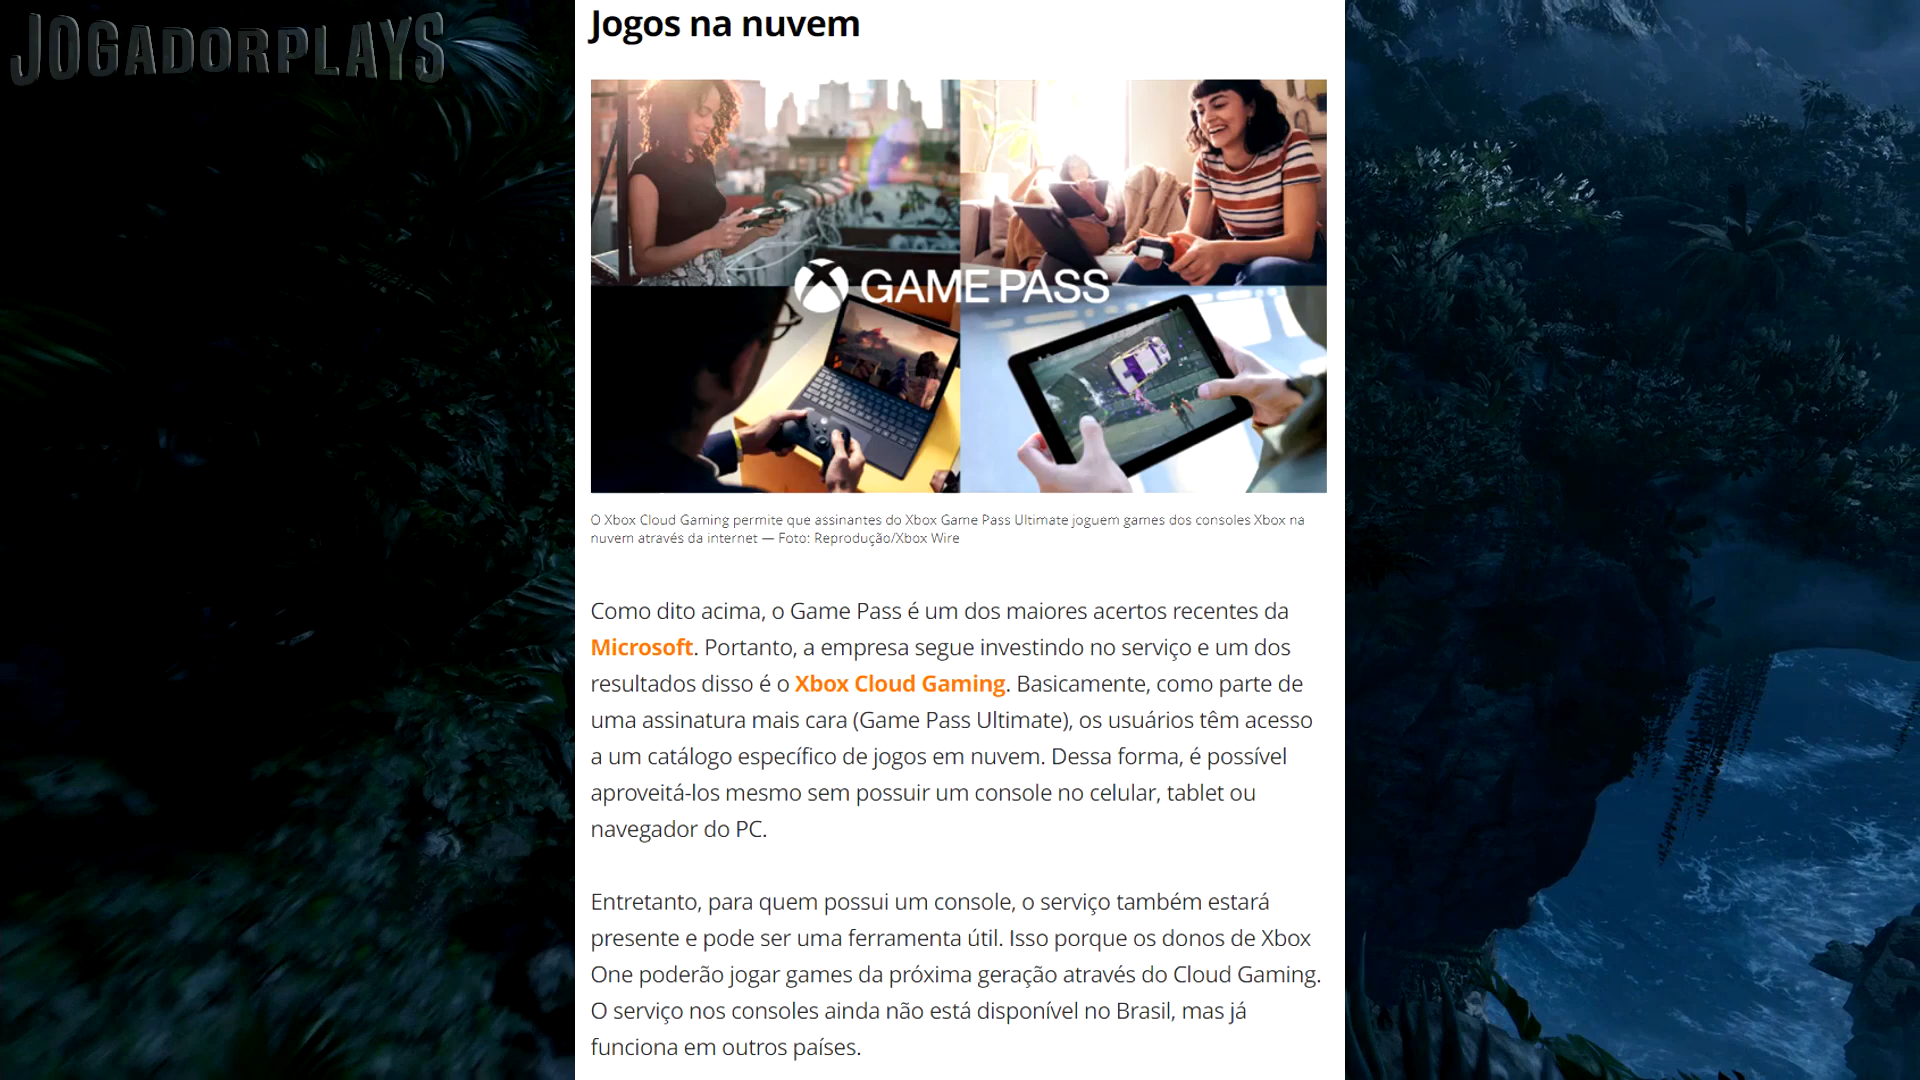 JOGADORPLAYS
Jogos na nuvem
GAME PASS
O Xbox Cloud Gaming permite que assinantes do Xbox Game Pass Ultimate joguem games dos consoles Xbox na
nuvem através da internet — Foto: Reprodução/Xbox Wire
Como dito acima, o Game Pass é um dos maiores acertos recentes da
Microsoft. Portanto, a empresa segue investindo no serviço e um dos
resultados disso é o Xbox Cloud Gaming. Basicamente, como parte de
uma assinatura mais cara (Game Pass Ultimate), os usuários têm acesso
a um catálogo específico de jogos em nuvem. Dessa forma, é possível
aproveitá-los mesmo sem possuir um console no celular, tablet ou
navegador do PC.
Entretanto, para quem possui um console, o serviço também estará
presente e pode ser uma ferramenta útil. Isso porque os donos de Xbox
One poderão jogar games da próxima geração através do Cloud Gaming.
O serviço nos consoles ainda não está disponível no Brasil, mas já
funciona em outros países.